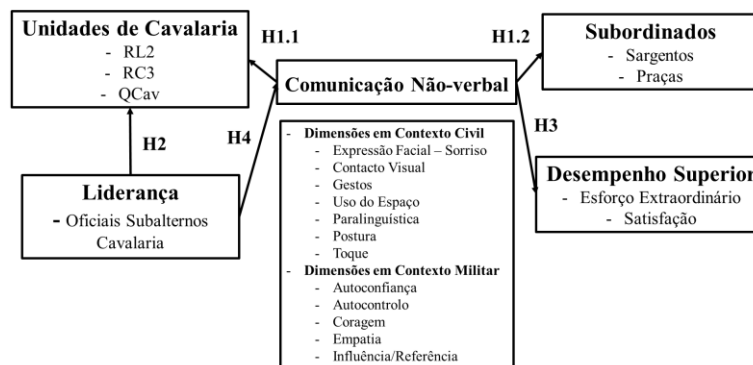 Unidades de Cavalaria
- RL2
- RC3
- QCav
H1.1
H1.2
Subordinados
- Sargentos
- Praças
Comunicação Não-verbal
H2
H4
H3
Liderança
- Oficiais Subalternos
Cavalaria
- Dimensões em Contexto Civil
- Expressão Facial – Sorriso
- Contacto Visual
- Gestos
- Uso do Espaço
- Paralinguística
- Postura
- Toque
- Dimensões em Contexto Militar
- Autoconfiança
- Autocontrolo
- Coragem
- Empatia
- Influência/Referência
Desempenho Superior
- Esforço Extraordinário
- Satisfação